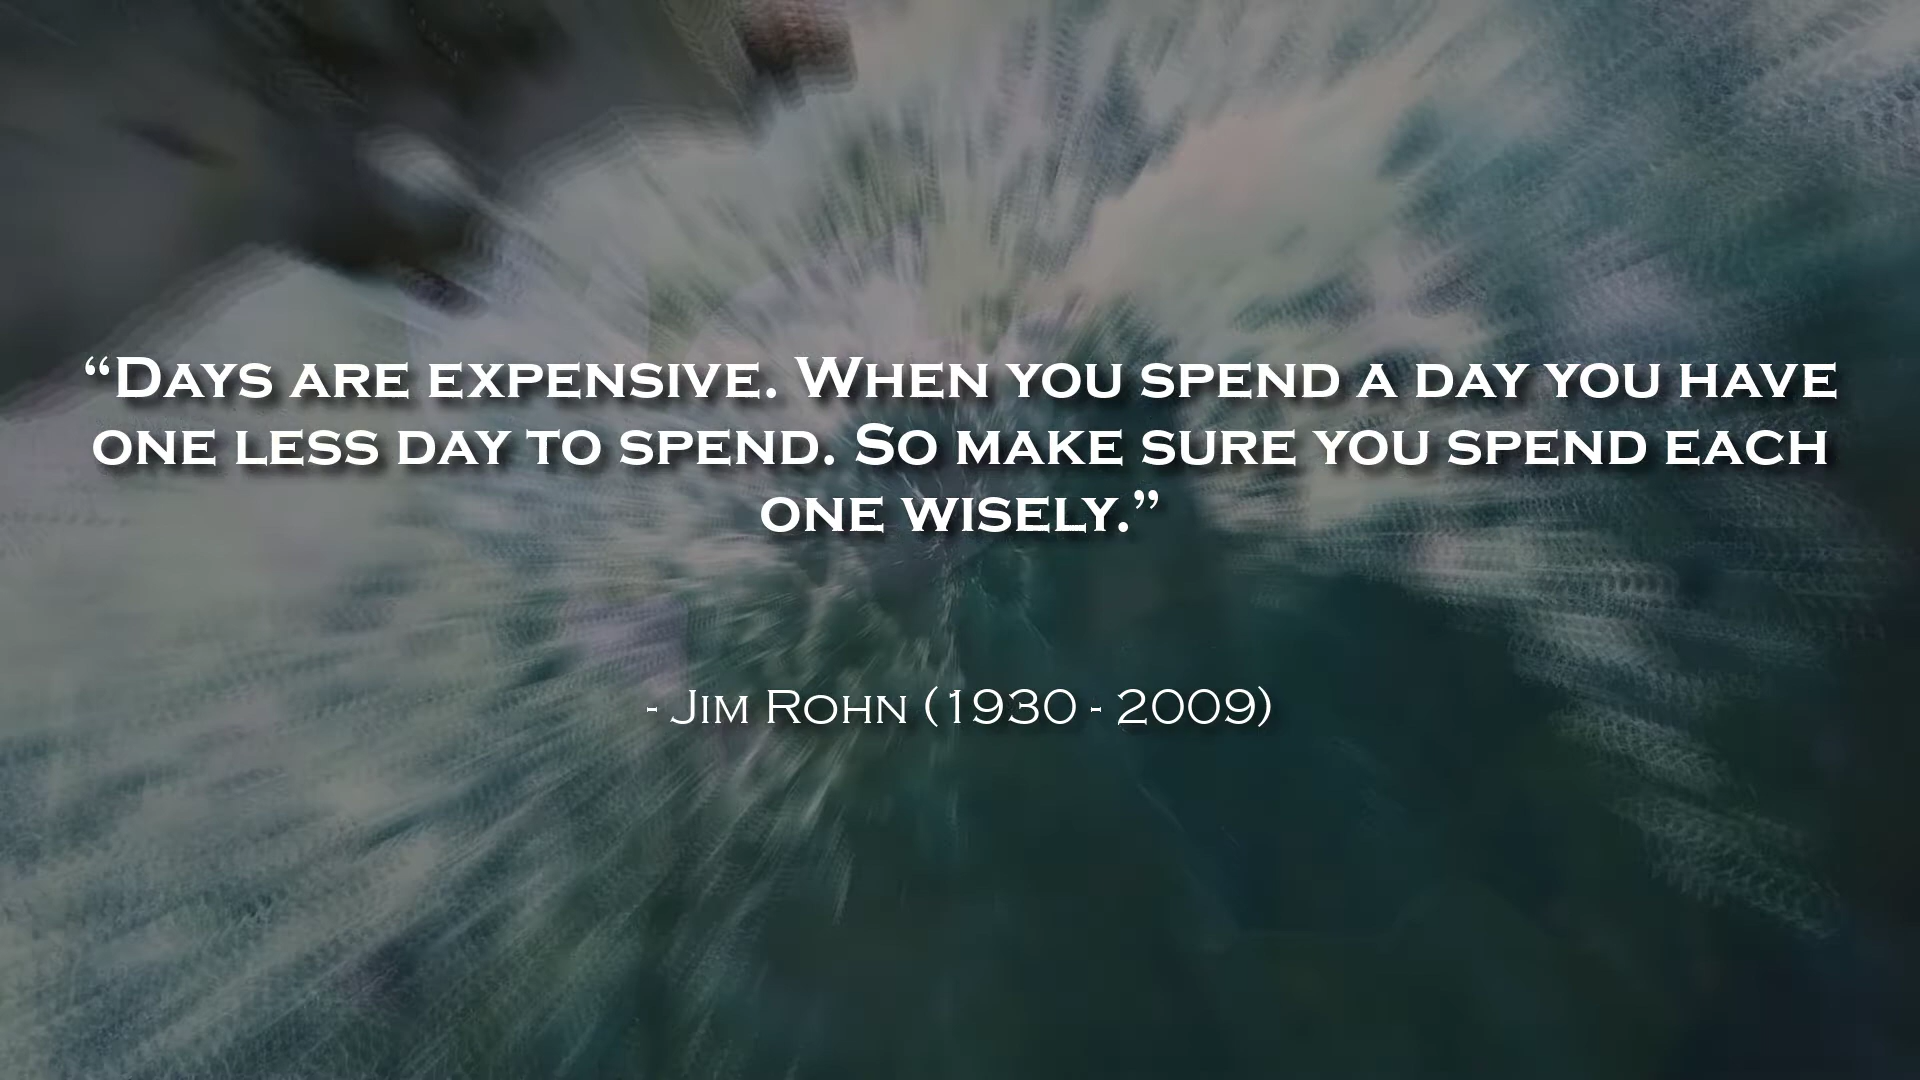 “Days are expensive. When you spend a day you have
one less day to spend. So make sure you spend each
one wisely.”
- Jim Rohn (1930 - 2009)